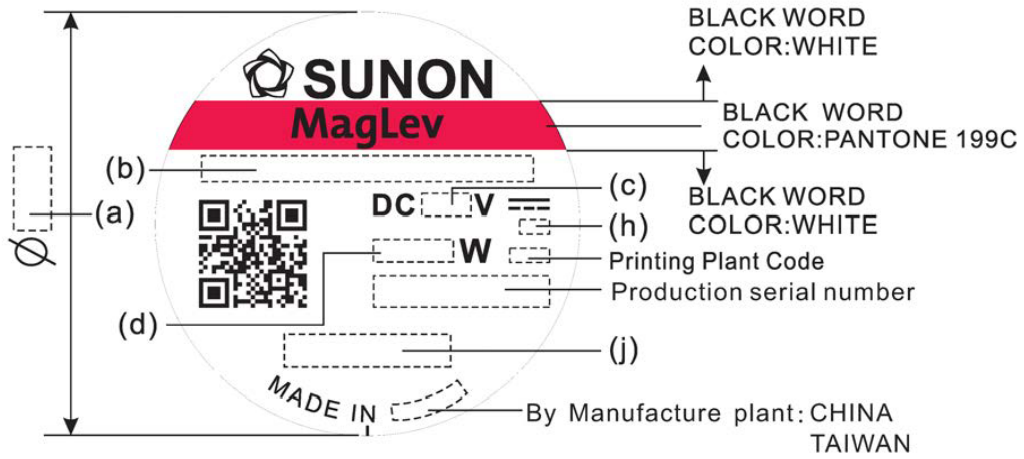 BLACK WORD
COLOR:WHITE
SUNON
MagLev
BLACK WORD
COLOR:PANTONE 199C
(b)
(a)
Ø
DC V
(c)
BLACK WORD
COLOR:WHITE
(h)
W
Printing Plant Code
Production serial number
(d)
(j)
MADE IN
By Manufacture plant: CHINA
TAIWAN